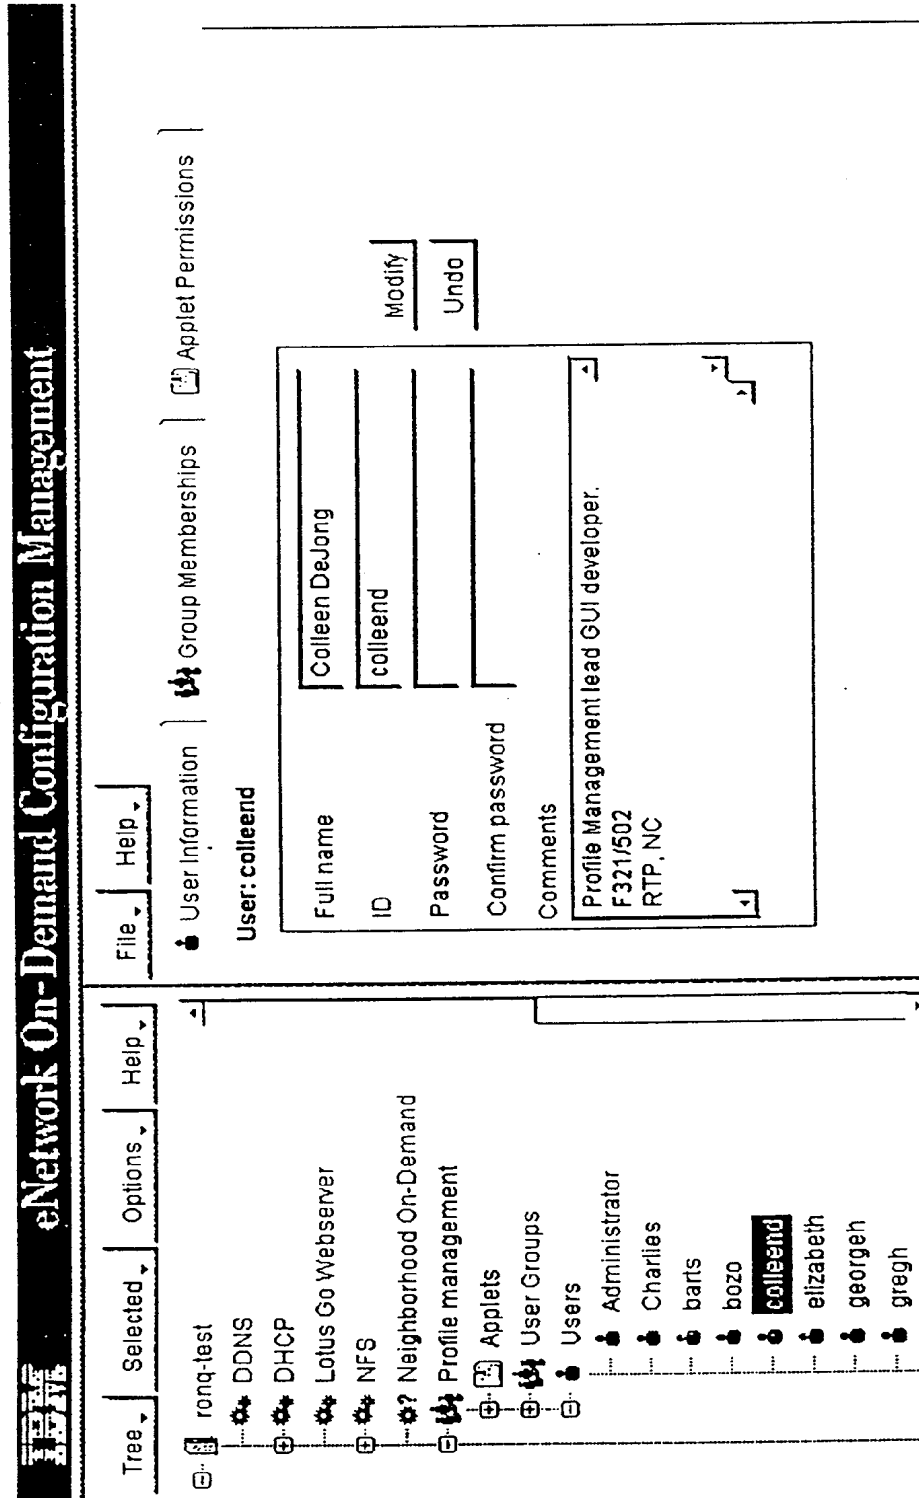 IBM eNetwork On-Demand Configuration Management
Tree Selected Options Help
ronq-test
DDNS
DHCP
Lotus Go Webserver
NFS
? Neighborhood On-Demand
Profile management
Applets
User Groups
Users
Administrator
Charlies
barts
bozo
colleend
elizabeth
georgeh
gregh
File Help
User Information Group Memberships Applet Permissions
User: colleend
Full name Colleen DeJong
ID colleend
Password
Confirm password
Comments
Profile Management lead GUI developer.
F321/502
RTP, NC
Modify
Undo